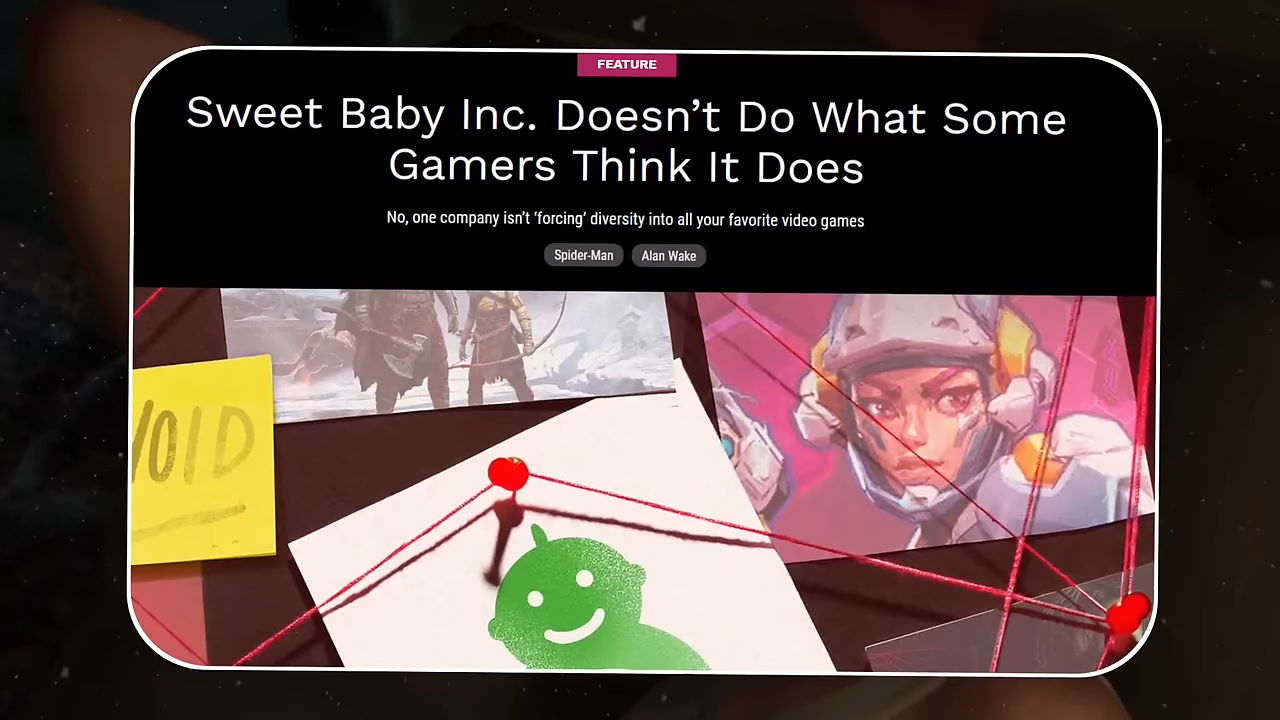 FEATURE
Sweet Baby Inc. Doesn’t Do What Some
Gamers Think It Does
No, one company isn’t ‘forcing’ diversity into all your favorite video games
Spider-Man
Alan Wake
VOID